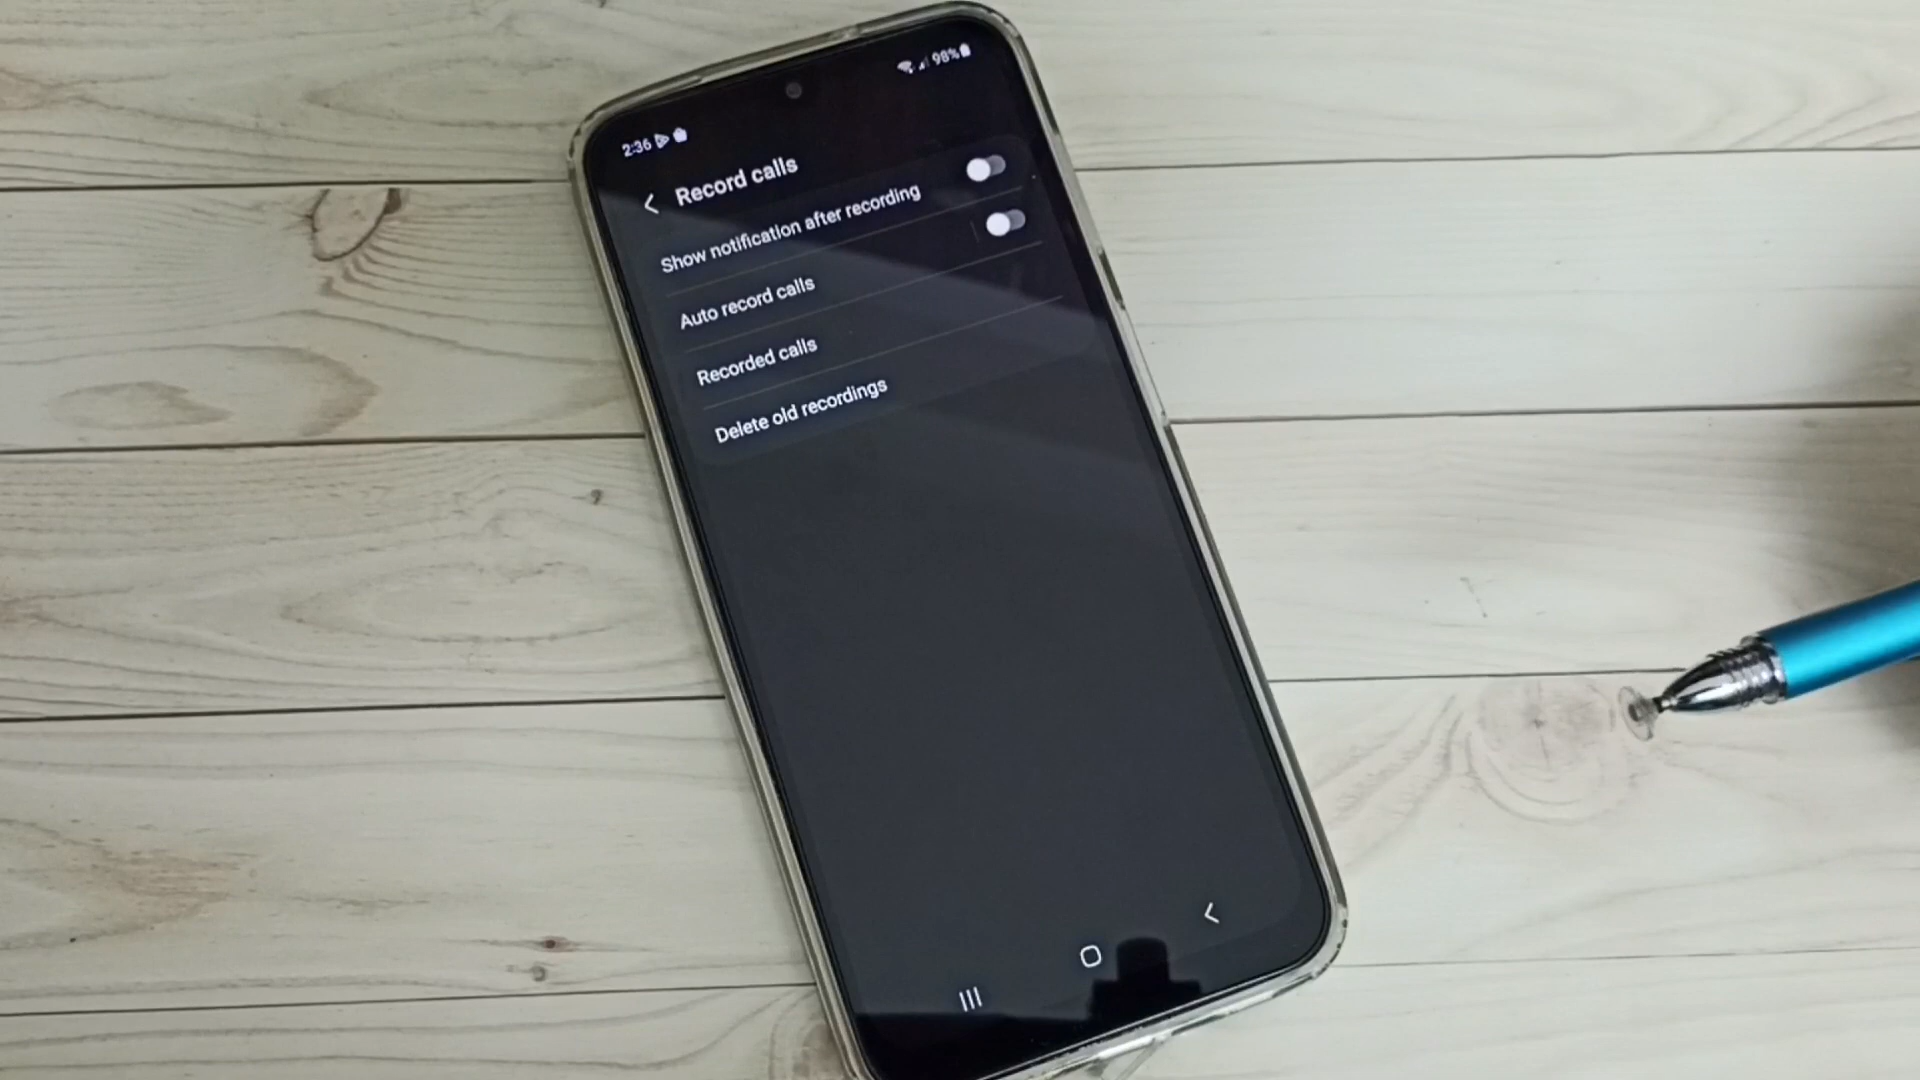 2:36 98%
Record calls
Show notification after recording
Auto record calls
Recorded calls
Delete old recordings